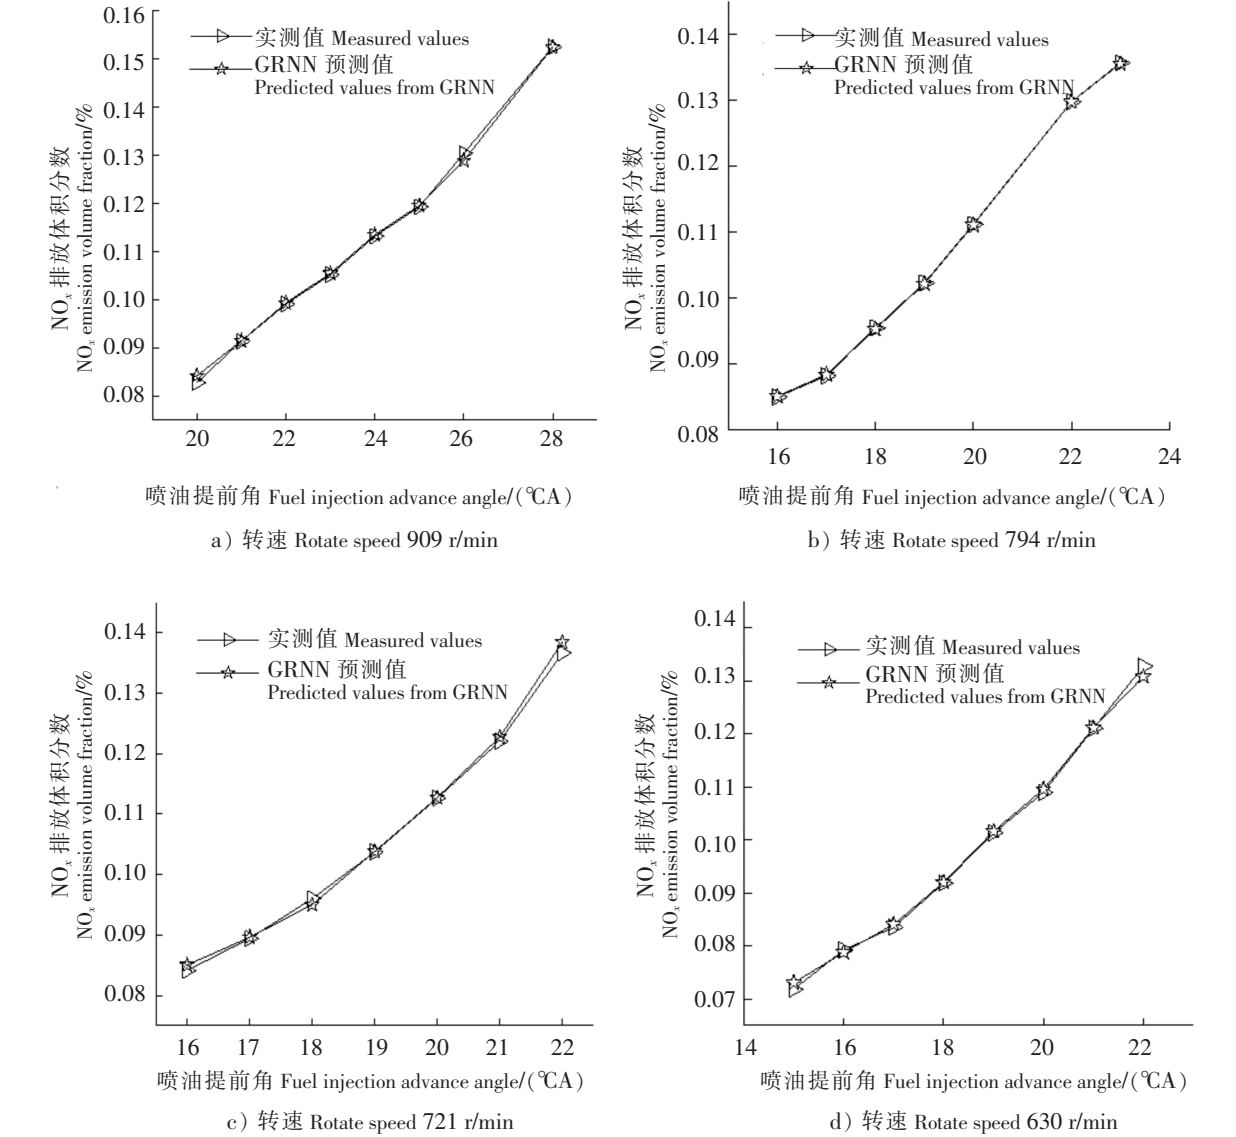 0.16
0.15
0.14
0.13
0.12
0.11
0.10
0.09
0.08
NOx 排放体积分数
NOx emission volume fraction/%
实测值 Measured values
GRNN 预测值
Predicted values from GRNN
20 22 24 26 28
喷油提前角 Fuel injection advance angle/(℃A)
a) 转速 Rotate speed 909 r/min
0.14
0.13
0.12
0.11
0.10
0.09
0.08
NOx 排放体积分数
NOx emission volume fraction/%
实测值 Measured values
GRNN 预测值
Predicted values from GRNN
16 18 20 22 24
喷油提前角 Fuel injection advance angle/(℃A)
b) 转速 Rotate speed 794 r/min
0.14
0.13
0.12
0.11
0.10
0.09
0.08
NOx 排放体积分数
NOx emission volume fraction/%
实测值 Measured values
GRNN 预测值
Predicted values from GRNN
16 17 18 19 20 21 22
喷油提前角 Fuel injection advance angle/(℃A)
c) 转速 Rotate speed 721 r/min
0.14
0.13
0.12
0.11
0.10
0.09
0.08
0.07
NOx 排放体积分数
NOx emission volume fraction/%
实测值 Measured values
GRNN 预测值
Predicted values from GRNN
14 16 18 20 22
喷油提前角 Fuel injection advance angle/(℃A)
d) 转速 Rotate speed 630 r/min